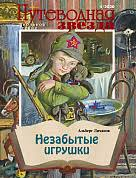 Путеводная
звезда
Альберт Лиханов
Незабытые
игрушки